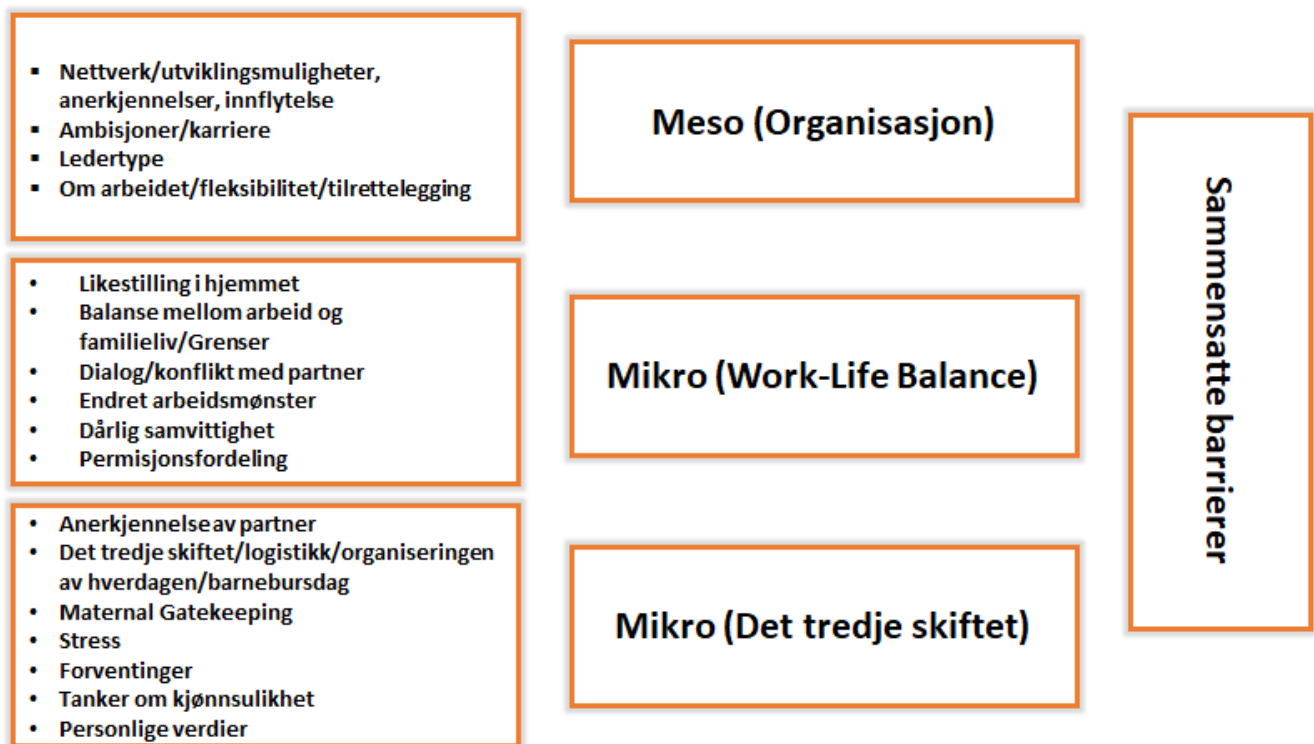 ▪ Nettverk/utviklingsmuligheter,
anerkjennelser, innflytelse
▪ Ambisjoner/karriere
▪ Ledertype
▪ Om arbeidet/fleksibilitet/tilrettelegging
Meso (Organisasjon)
• Likestilling i hjemmet
• Balanse mellom arbeid og
familieliv/Grenser
• Dialog/konflikt med partner
• Endret arbeidsmønster
• Dårlig samvittighet
• Permisjonsfordeling
Mikro (Work-Life Balance)
• Anerkjennelse av partner
• Det tredje skiftet/logistikk/organiseringen
av hverdagen/barnebursdag
• Maternal Gatekeeping
• Stress
• Forventinger
• Tanker om kjønnsulikhet
• Personlige verdier
Mikro (Det tredje skiftet)
Sammensatte barrierer